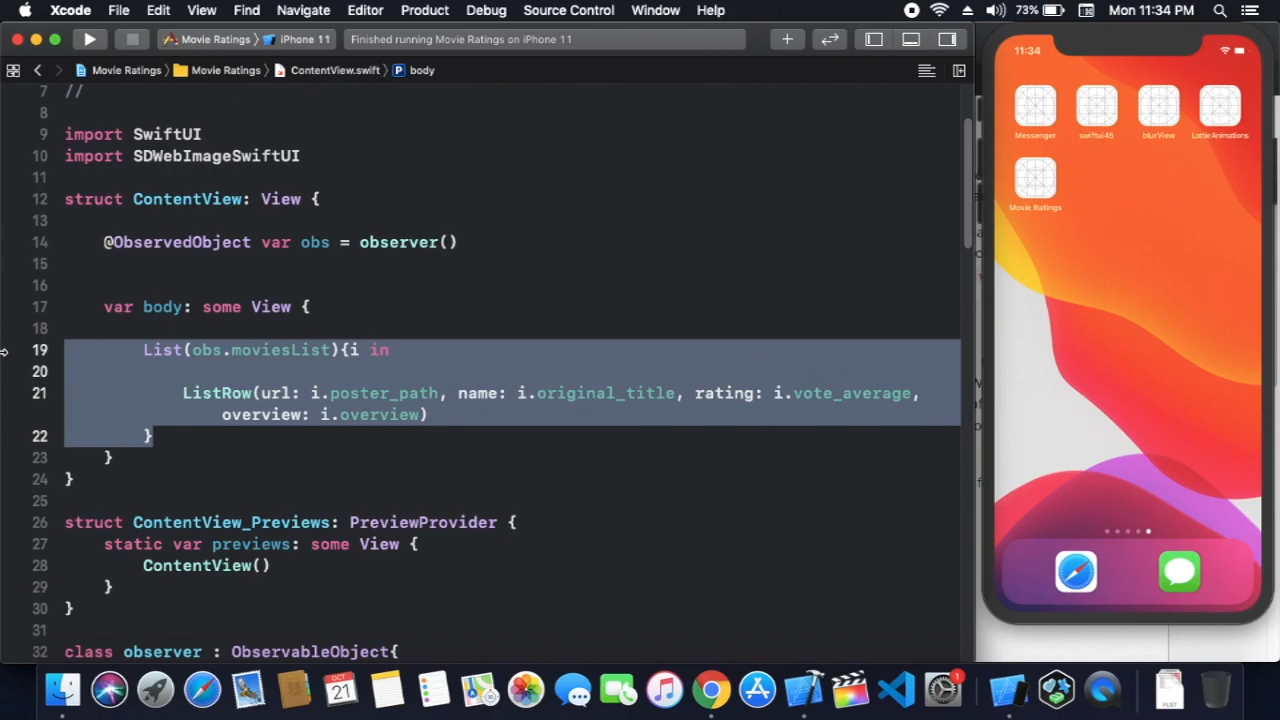 Xcode File Edit View Find Navigate Editor Product Debug Source Control Window Help 73% Mon 11:34 PM
Movie Ratings iPhone 11 Finished running Movie Ratings on iPhone 11
Movie Ratings Movie Ratings ContentView.swift P body
7 //
8
9 import SwiftUI
10 import SDWebImageSwiftUI
11
12 struct ContentView: View {
13
14 @ObservedObject var obs = observer()
15
16
17 var body: some View {
18
19 List(obs.moviesList){i in
20
21 ListRow(url: i.poster_path, name: i.original_title, rating: i.vote_average,
overview: i.overview)
22 }
23 }
24 }
25
26 struct ContentView_Previews: PreviewProvider {
27 static var previews: some View {
28 ContentView()
29 }
30 }
31
32 class observer : ObservableObject{
11:34
Messenger swiftui45 blurView LottieAnimations
Movie Ratings
OCT
21
1